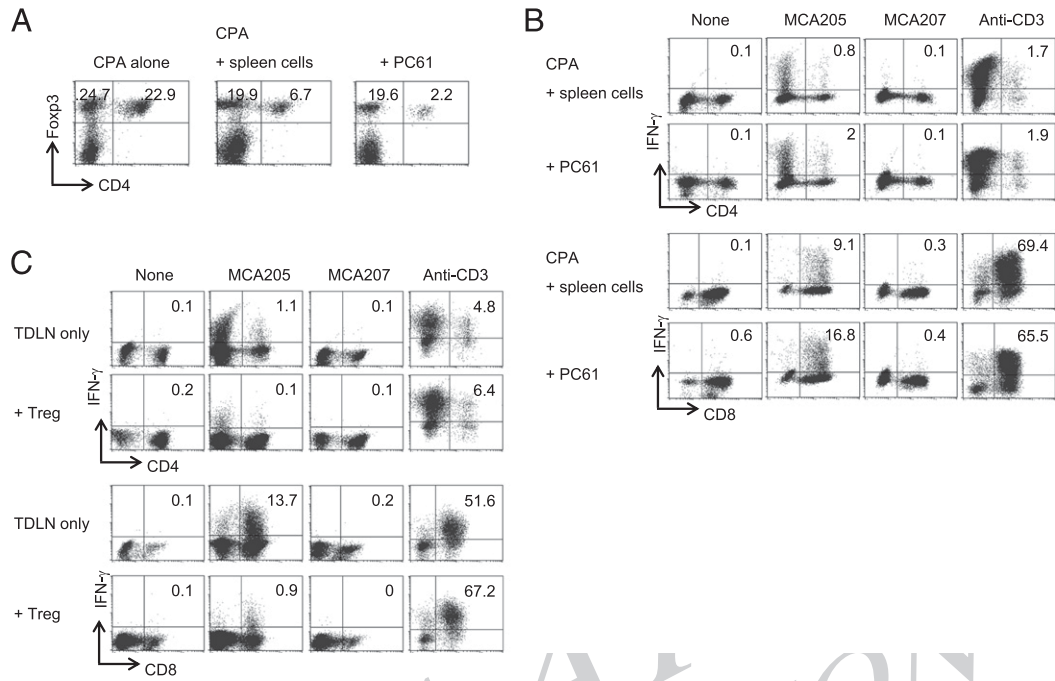 A
CPA
CPA alone
+ spleen cells
+ PC61
24.7 22.9
19.9 6.7
19.6 2.2
Foxp3
CD4
B
None MCA205 MCA207 Anti-CD3
CPA
+ spleen cells
0.1 0.8 0.1 1.7
+ PC61
0.1 2 0.1 1.9
IFN-γ
CD4
CPA
+ spleen cells
0.1 9.1 0.3 69.4
+ PC61
0.6 16.8 0.4 65.5
IFN-γ
CD8
C
None MCA205 MCA207 Anti-CD3
TDLN only
0.1 1.1 0.1 4.8
+ Treg
0.2 0.1 0.1 6.4
IFN-γ
CD4
TDLN only
0.1 13.7 0.2 51.6
+ Treg
0.1 0.9 0 67.2
IFN-γ
CD8